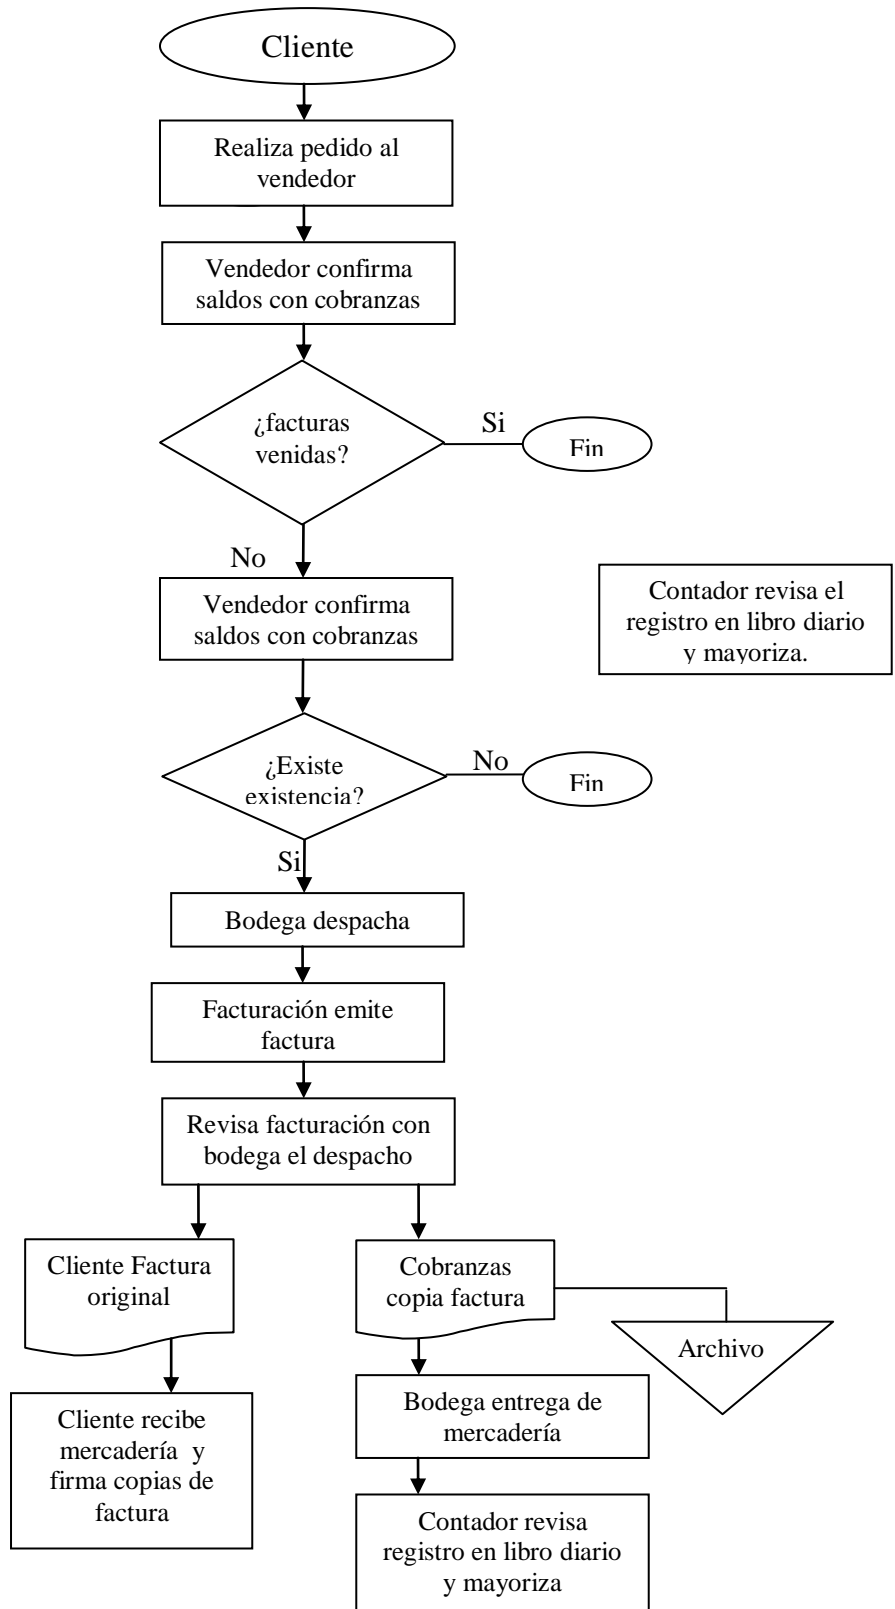 Cliente
Realiza pedido al
vendedor
Vendedor confirma
saldos con cobranzas
¿facturas
venidas?
Si
Fin
No
Vendedor confirma
saldos con cobranzas
Contador revisa el
registro en libro diario
y mayoriza.
¿Existe
existencia?
No
Fin
Si
Bodega despacha
Facturación emite
factura
Revisa facturación con
bodega el despacho
Cliente Factura
original
Cobranzas
copia factura
Archivo
Cliente recibe
mercadería y
firma copias de
factura
Bodega entrega de
mercadería
Contador revisa
registro en libro diario
y mayoriza